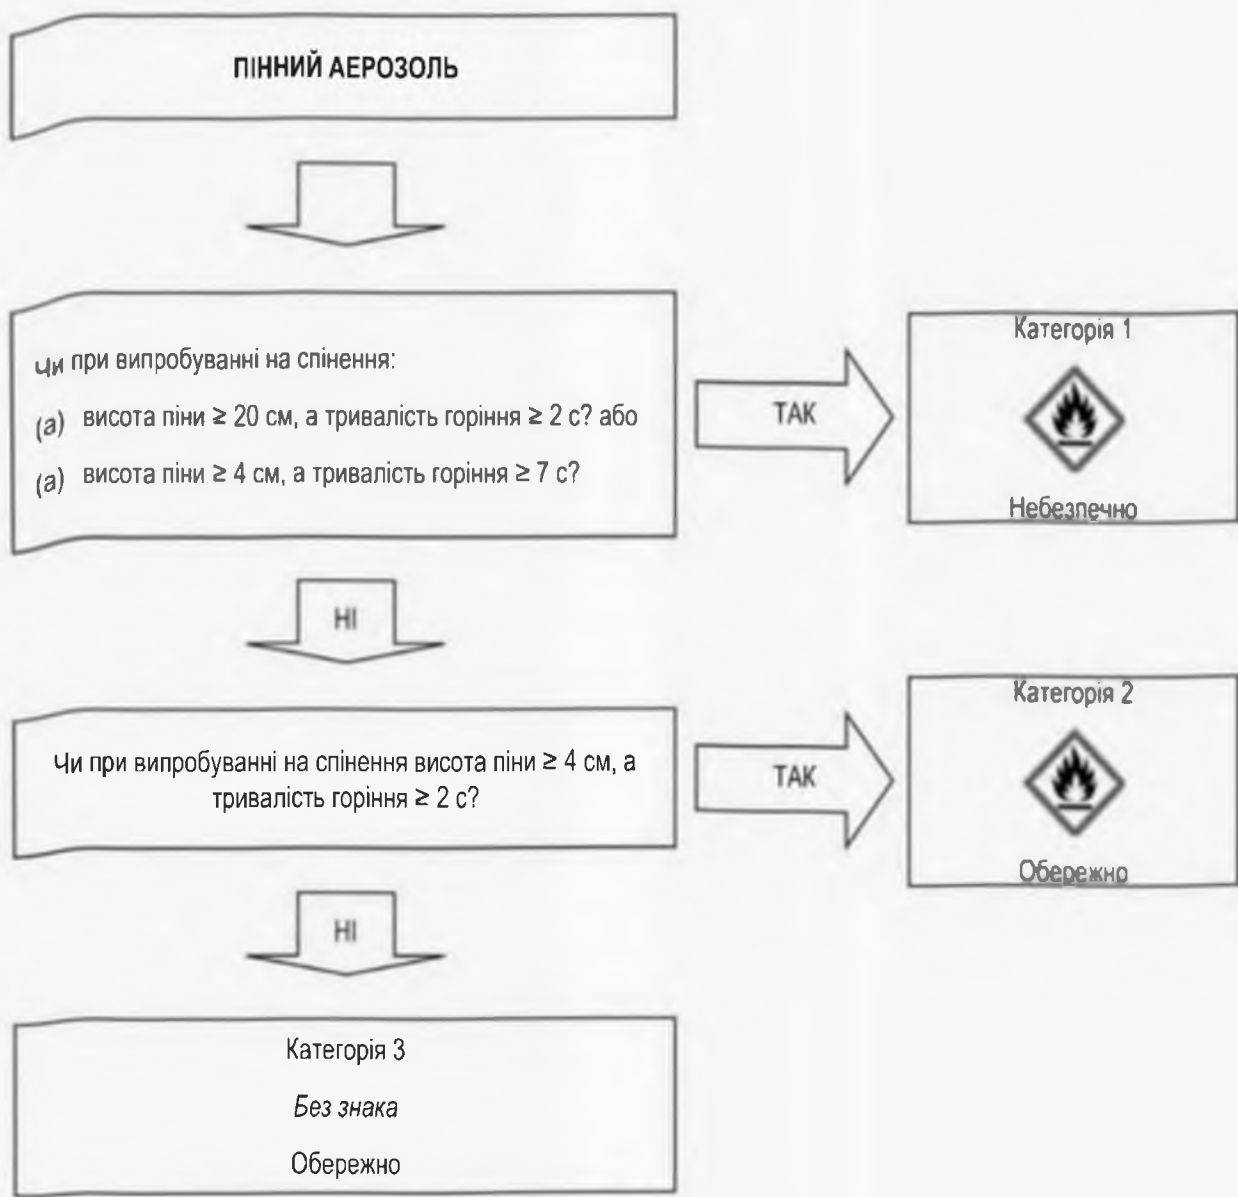 ПІННИЙ АЕРОЗОЛЬ
Чи при випробуванні на спінення:
(а) висота піни ≥ 20 см, а тривалість горіння ≥ 2 с? або
(а) висота піни ≥ 4 см, а тривалість горіння ≥ 7 с?
ТАК
Категорія 1
Небезпечно
НІ
Чи при випробуванні на спінення висота піни ≥ 4 см, а
тривалість горіння ≥ 2 с?
ТАК
Категорія 2
Обережно
НІ
Категорія 3
Без знака
Обережно